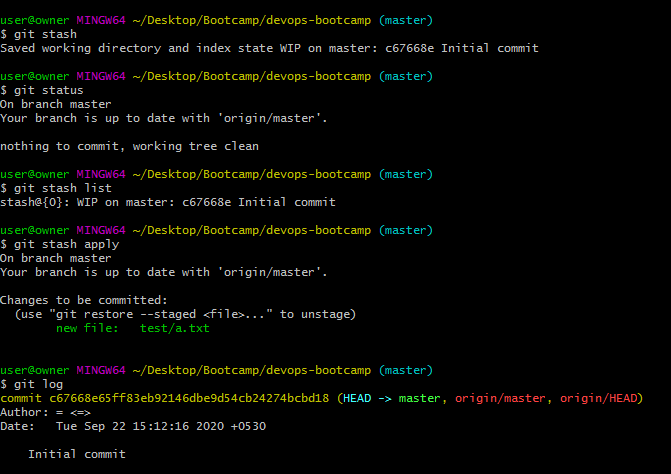 user@owner MINGW64 ~/Desktop/Bootcamp/devops-bootcamp (master)
$ git stash
Saved working directory and index state WIP on master: c67668e Initial commit
user@owner MINGW64 ~/Desktop/Bootcamp/devops-bootcamp (master)
$ git status
On branch master
Your branch is up to date with 'origin/master'.
nothing to commit, working tree clean
user@owner MINGW64 ~/Desktop/Bootcamp/devops-bootcamp (master)
$ git stash list
stash@{0}: WIP on master: c67668e Initial commit
user@owner MINGW64 ~/Desktop/Bootcamp/devops-bootcamp (master)
$ git stash apply
On branch master
Your branch is up to date with 'origin/master'.
Changes to be committed:
  (use "git restore --staged <file>..." to unstage)
        new file:   test/a.txt
user@owner MINGW64 ~/Desktop/Bootcamp/devops-bootcamp (master)
$ git log
commit c67668e65ff83eb92146dbe9d54cb24274bcbd18 (HEAD -> master, origin/master, origin/HEAD)
Author: = <=>
Date:   Tue Sep 22 15:12:16 2020 +0530
    Initial commit